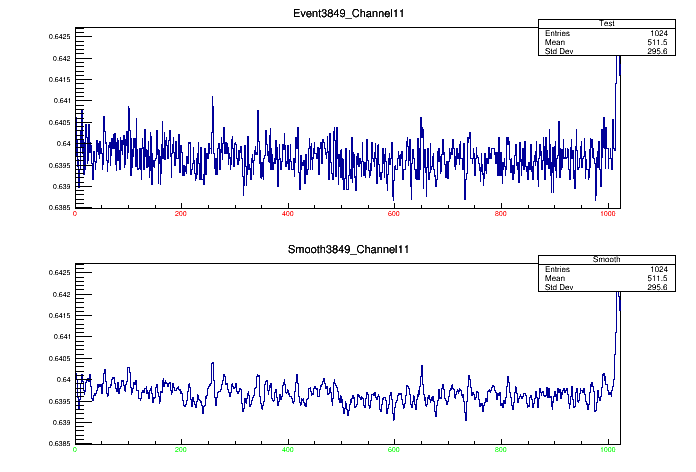 Event3849_Channel11
Test
Entries 1024
Mean 511.5
Std Dev 295.6
0.6425
0.642
0.6415
0.641
0.6405
0.64
0.6395
0.639
0.6385
0 200 400 600 800 1000
Smooth3849_Channel11
Smooth
Entries 1024
Mean 511.5
Std Dev 295.6
0.6425
0.642
0.6415
0.641
0.6405
0.64
0.6395
0.639
0.6385
0 200 400 600 800 1000